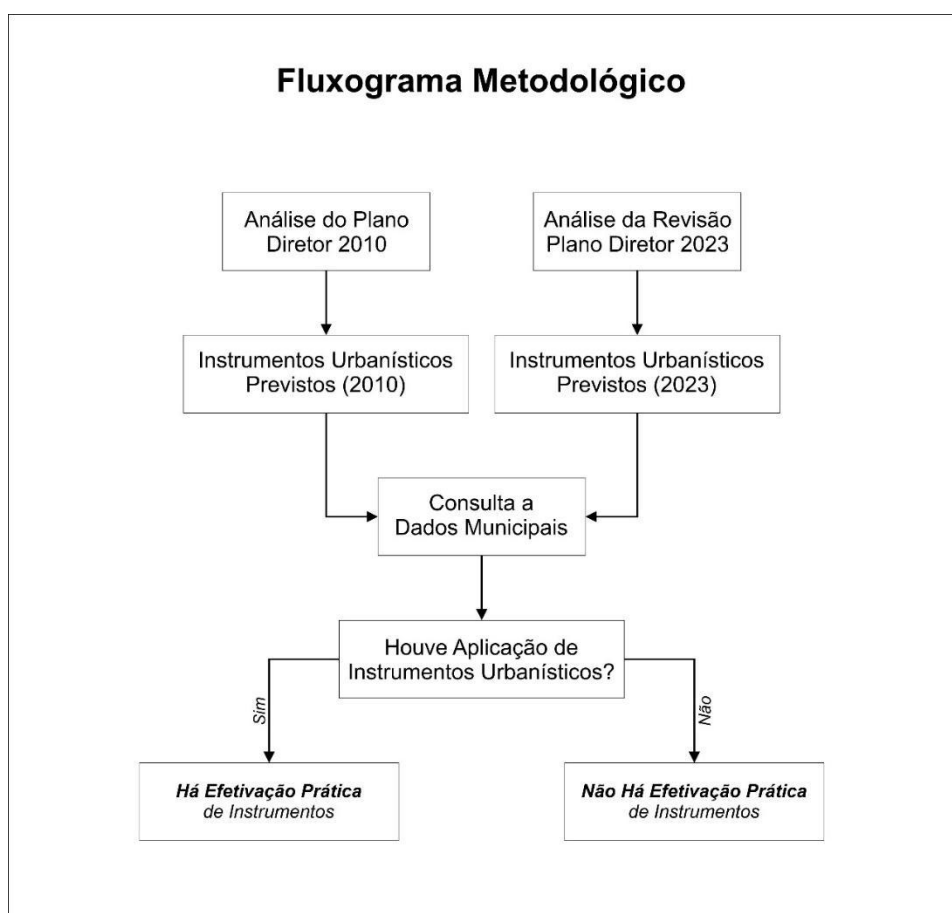 Fluxograma Metodológico
Análise do Plano
Diretor 2010
Análise da Revisão
Plano Diretor 2023
Instrumentos Urbanísticos
Previstos (2010)
Instrumentos Urbanísticos
Previstos (2023)
Consulta a
Dados Municipais
Houve Aplicação de
Instrumentos Urbanísticos?
Sim
Não
Há Efetivação Prática
de Instrumentos
Não Há Efetivação Prática
de Instrumentos